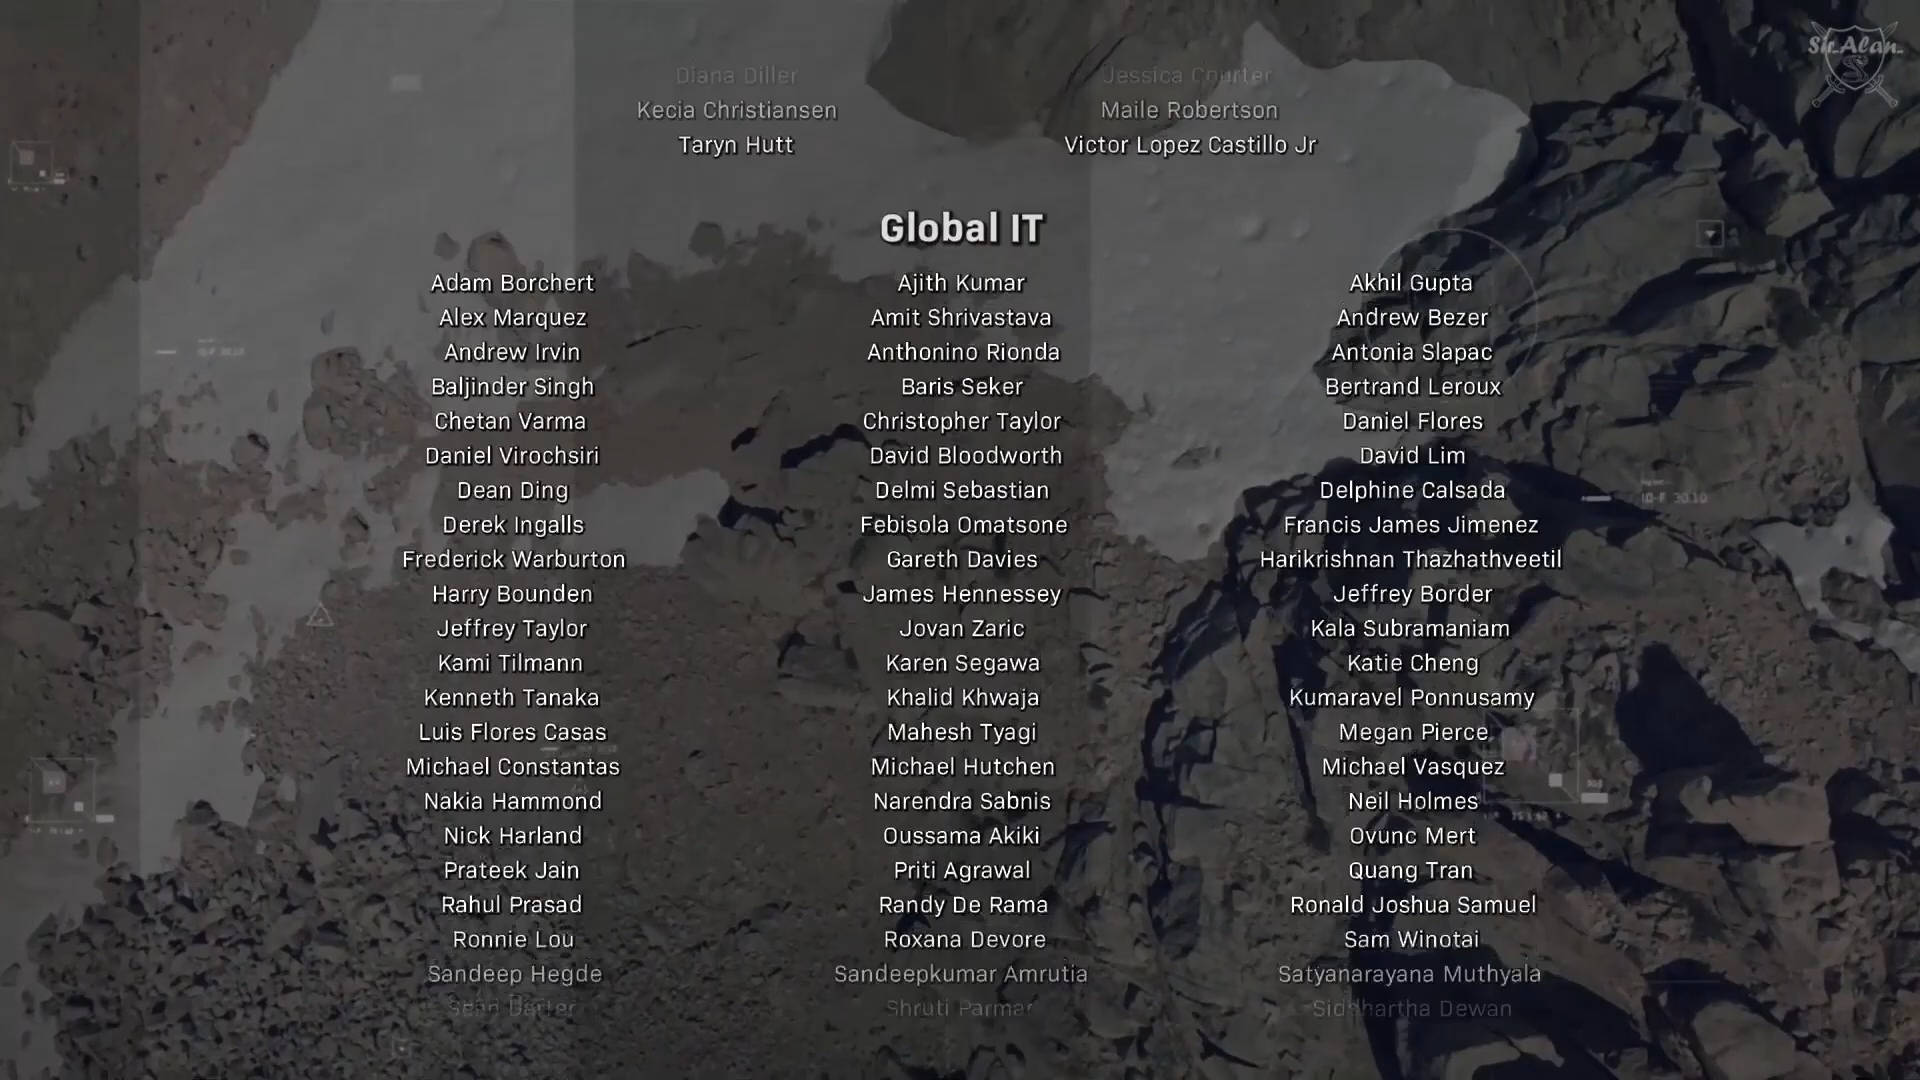 Sir.Alan.
Diana Diller Jessica Courter
Kecia Christiansen Maile Robertson
Taryn Hutt Victor Lopez Castillo Jr
Global IT
Adam Borchert Ajith Kumar Akhil Gupta
Alex Marquez Amit Shrivastava Andrew Bezer
Andrew Irvin Anthonino Rionda Antonia Slapac
Baljinder Singh Baris Seker Bertrand Leroux
Chetan Varma Christopher Taylor Daniel Flores
Daniel Virochsiri David Bloodworth David Lim
Dean Ding Delmi Sebastian Delphine Calsada
Derek Ingalls Febisola Omatsone Francis James Jimenez
Frederick Warburton Gareth Davies Harikrishnan Thazhathveetil
Harry Bounden James Hennessey Jeffrey Border
Jeffrey Taylor Jovan Zaric Kala Subramaniam
Kami Tilmann Karen Segawa Katie Cheng
Kenneth Tanaka Khalid Khwaja Kumaravel Ponnusamy
Luis Flores Casas Mahesh Tyagi Megan Pierce
Michael Constantas Michael Hutchen Michael Vasquez
Nakia Hammond Narendra Sabnis Neil Holmes
Nick Harland Oussama Akiki Ovunc Mert
Prateek Jain Priti Agrawal Quang Tran
Rahul Prasad Randy De Rama Ronald Joshua Samuel
Ronnie Lou Roxana Devore Sam Winotai
Sandeep Hegde Sandeepkumar Amrutia Satyanarayana Muthyala
Sean Shruti Parmar Siddhartha Dewan